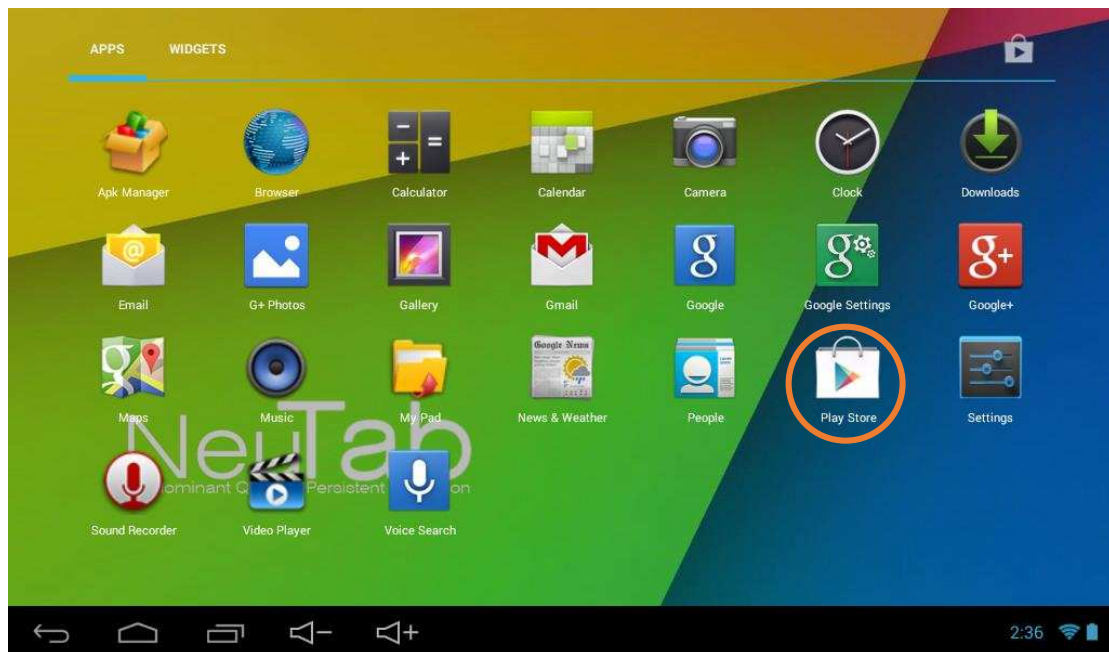 APPS WIDGETS
Apk Manager Browser Calculator Calendar Camera Clock Downloads
Email G+ Photos Gallery Gmail Google Google Settings Google+
Google News
Maps Music My Pad News & Weather People Play Store Settings
NeuTab
Persistent
Sound Recorder Video Player Voice Search
2:36